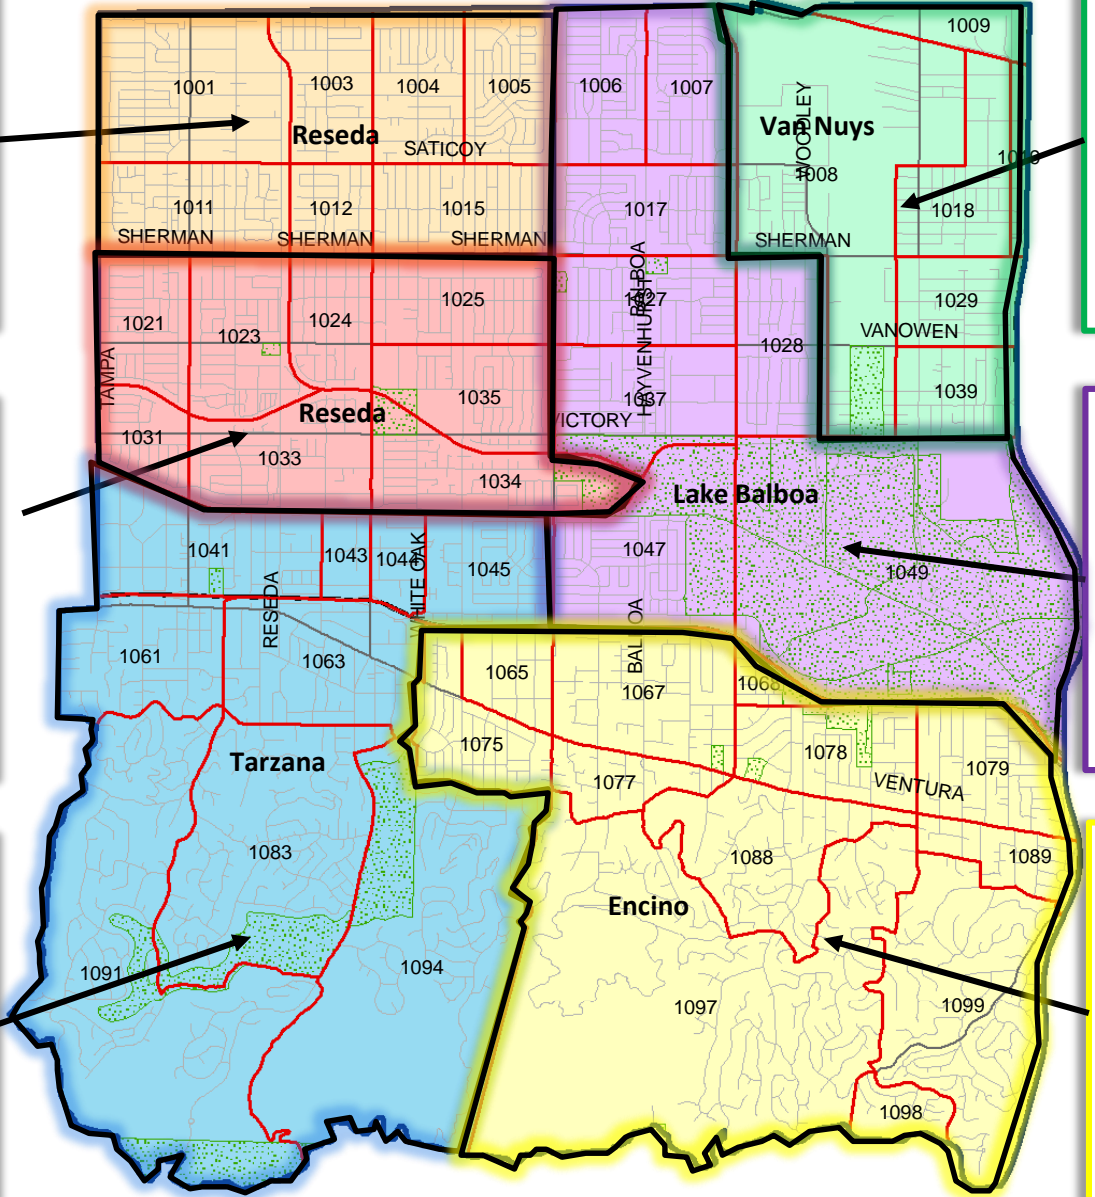 1009
1001
1003
1004
1005
1006
1007
Reseda
SATICOY
Van Nuys
WOODLEY
1008
1011
1012
1015
1017
1018
SHERMAN
SHERMAN
SHERMAN
SHERMAN
BALBOA
1021
1023
1024
1025
1027
HAYVENHURST
1028
1029
VANOWEN
TAMPA
Reseda
1035
1037
1039
VICTORY
1031
1033
1034
Lake Balboa
1041
1043
1044
WHITE OAK
1045
1047
1049
RESEDA
1061
1063
1065
1067
BALBOA
1068
Tarzana
1075
1077
1078
1079
VENTURA
1083
1088
1089
Encino
1091
1094
1097
1099
1098